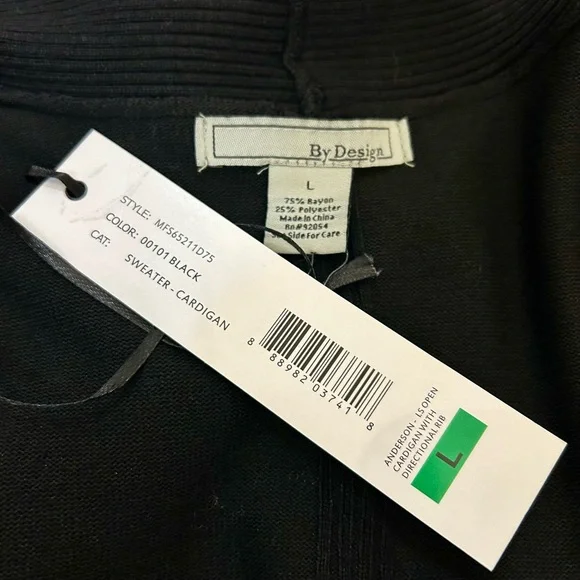 By Design
L
75% Rayon
25% Polyester
Made in China
Rn#92054
See Side For Care
STYLE: MFS65211D75
COLOR: 00101 BLACK
CAT: SWEATER - CARDIGAN
8 88982 03741 8
ANDERSON - LS OPEN
CARDIGAN WITH
DIRECTIONAL RIB
L